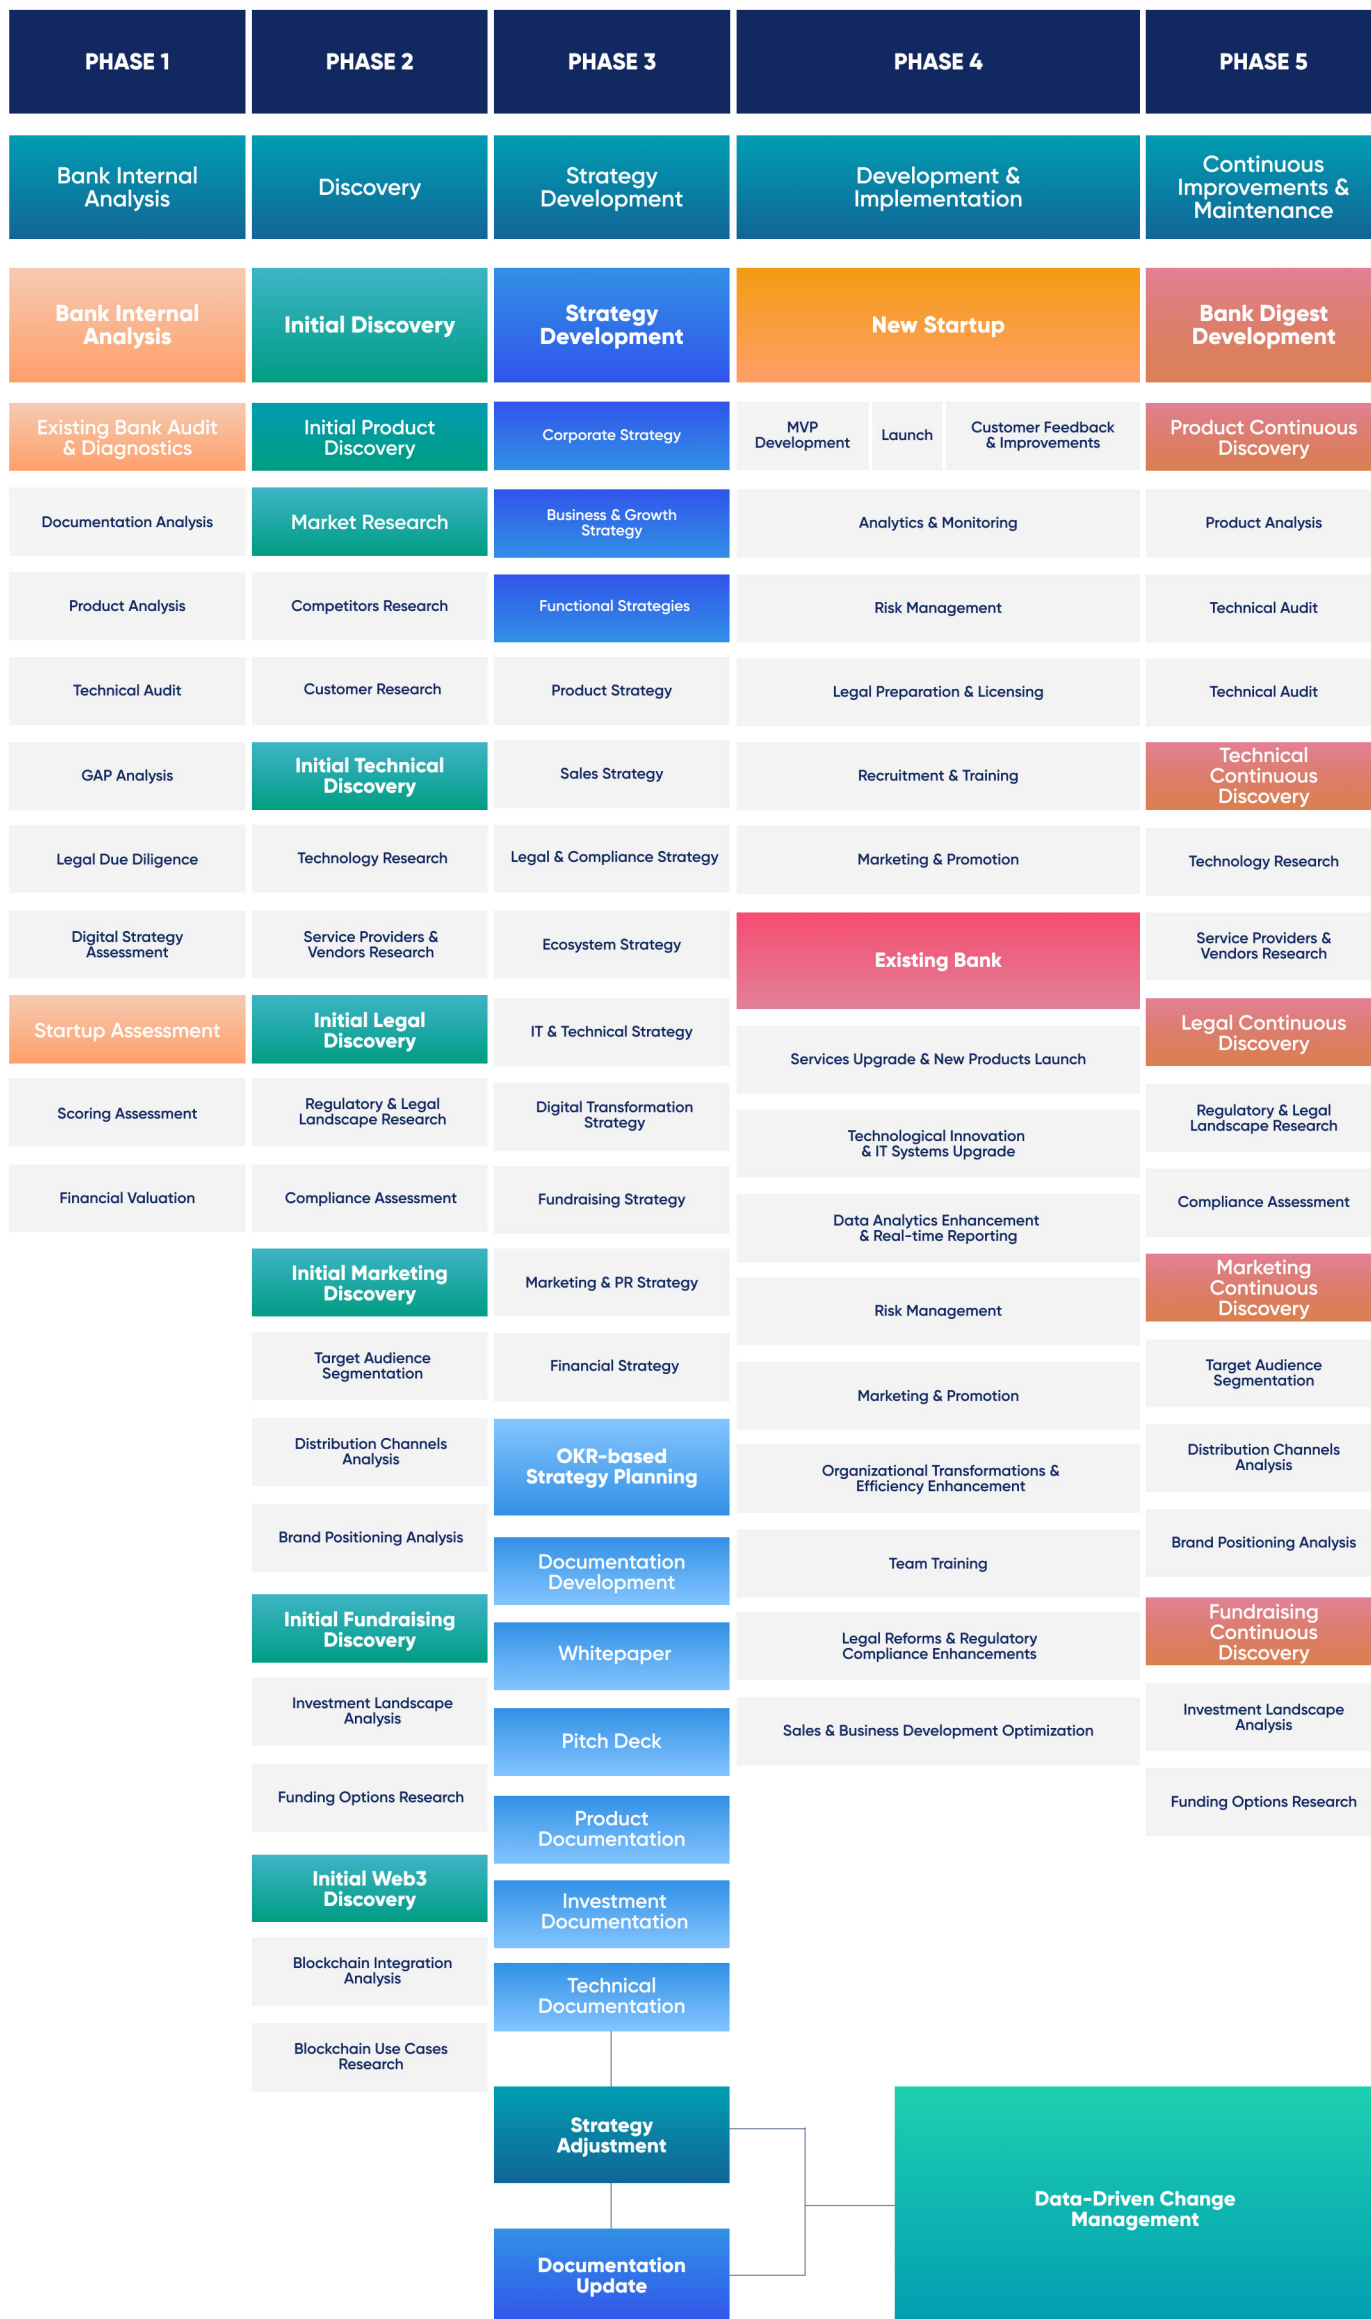 PHASE 1
PHASE 2
PHASE 3
PHASE 4
PHASE 5
Bank Internal
Analysis
Discovery
Strategy
Development
Development &
Implementation
Continuous
Improvements &
Maintenance
Bank Internal
Analysis
Existing Bank Audit
& Diagnostics
Documentation Analysis
Product Analysis
Technical Audit
GAP Analysis
Legal Due Diligence
Digital Strategy
Assessment
Startup Assessment
Scoring Assessment
Financial Valuation
Initial Discovery
Initial Product
Discovery
Market Research
Competitors Research
Customer Research
Initial Technical
Discovery
Technology Research
Service Providers &
Vendors Research
Initial Legal
Discovery
Regulatory & Legal
Landscape Research
Compliance Assessment
Initial Marketing
Discovery
Target Audience
Segmentation
Distribution Channels
Analysis
Brand Positioning Analysis
Initial Fundraising
Discovery
Investment Landscape
Analysis
Funding Options Research
Initial Web3
Discovery
Blockchain Integration
Analysis
Blockchain Use Cases
Research
Strategy
Development
Corporate Strategy
Business & Growth
Strategy
Functional Strategies
Product Strategy
Sales Strategy
Legal & Compliance Strategy
Ecosystem Strategy
IT & Technical Strategy
Digital Transformation
Strategy
Fundraising Strategy
Marketing & PR Strategy
Financial Strategy
OKR-based
Strategy Planning
Documentation
Development
Whitepaper
Pitch Deck
Product
Documentation
Investment
Documentation
Technical
Documentation
Strategy
Adjustment
Documentation
Update
New Startup
MVP
Development
Launch
Customer Feedback
& Improvements
Analytics & Monitoring
Risk Management
Legal Preparation & Licensing
Recruitment & Training
Marketing & Promotion
Existing Bank
Services Upgrade & New Products Launch
Technological Innovation
& IT Systems Upgrade
Data Analytics Enhancement
& Real-time Reporting
Risk Management
Marketing & Promotion
Organizational Transformations &
Efficiency Enhancement
Team Training
Legal Reforms & Regulatory
Compliance Enhancements
Sales & Business Development Optimization
Bank Digest
Development
Product Continuous
Discovery
Product Analysis
Technical Audit
Technical Audit
Technical
Continuous
Discovery
Technology Research
Service Providers &
Vendors Research
Legal Continuous
Discovery
Regulatory & Legal
Landscape Research
Compliance Assessment
Marketing
Continuous
Discovery
Target Audience
Segmentation
Distribution Channels
Analysis
Brand Positioning Analysis
Fundraising
Continuous
Discovery
Investment Landscape
Analysis
Funding Options Research
Data-Driven Change
Management